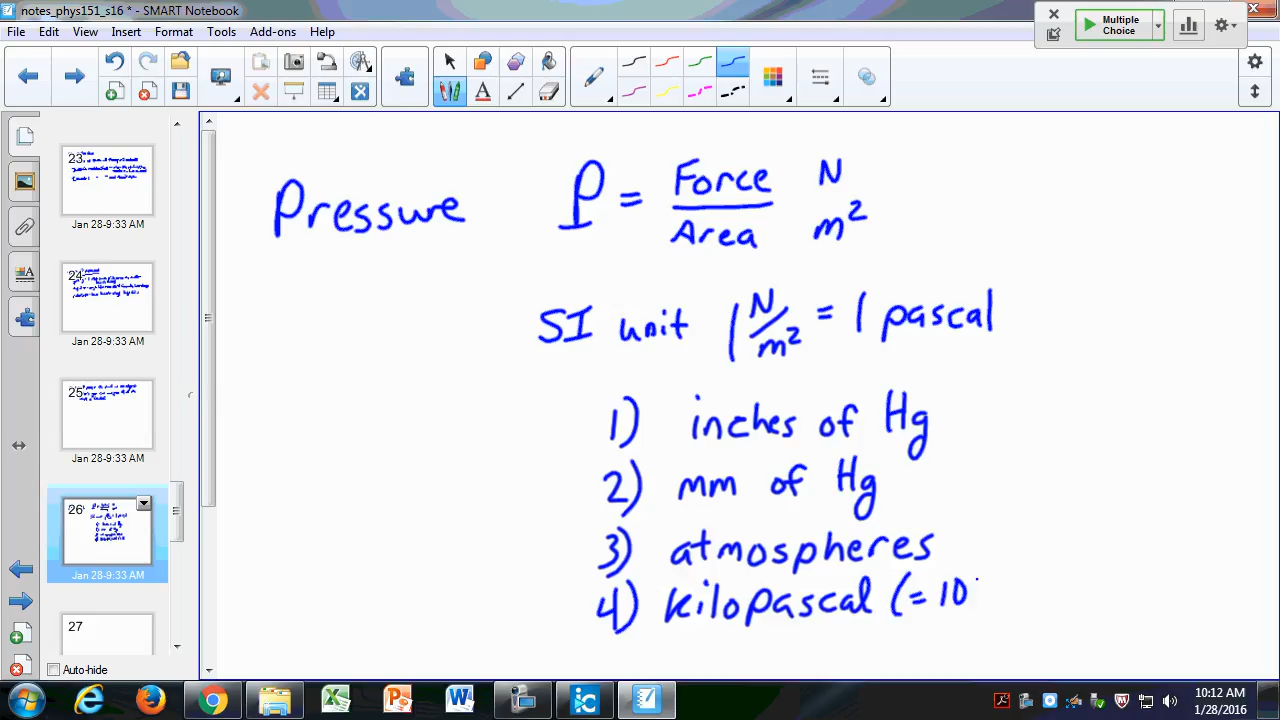 notes_phys151_s16 * - SMART Notebook
Multiple Choice
File Edit View Insert Format Tools Add-ons Help
Pressure P = Force N
Area m²
SI unit 1 N/m² = 1 pascal
1) inches of Hg
2) mm of Hg
3) atmospheres
4) kilopascal (= 10
23
Jan 28-9:33 AM
24
Jan 28-9:33 AM
25
Jan 28-9:33 AM
26
Jan 28-9:33 AM
27
Auto-hide
10:12 AM
1/28/2016